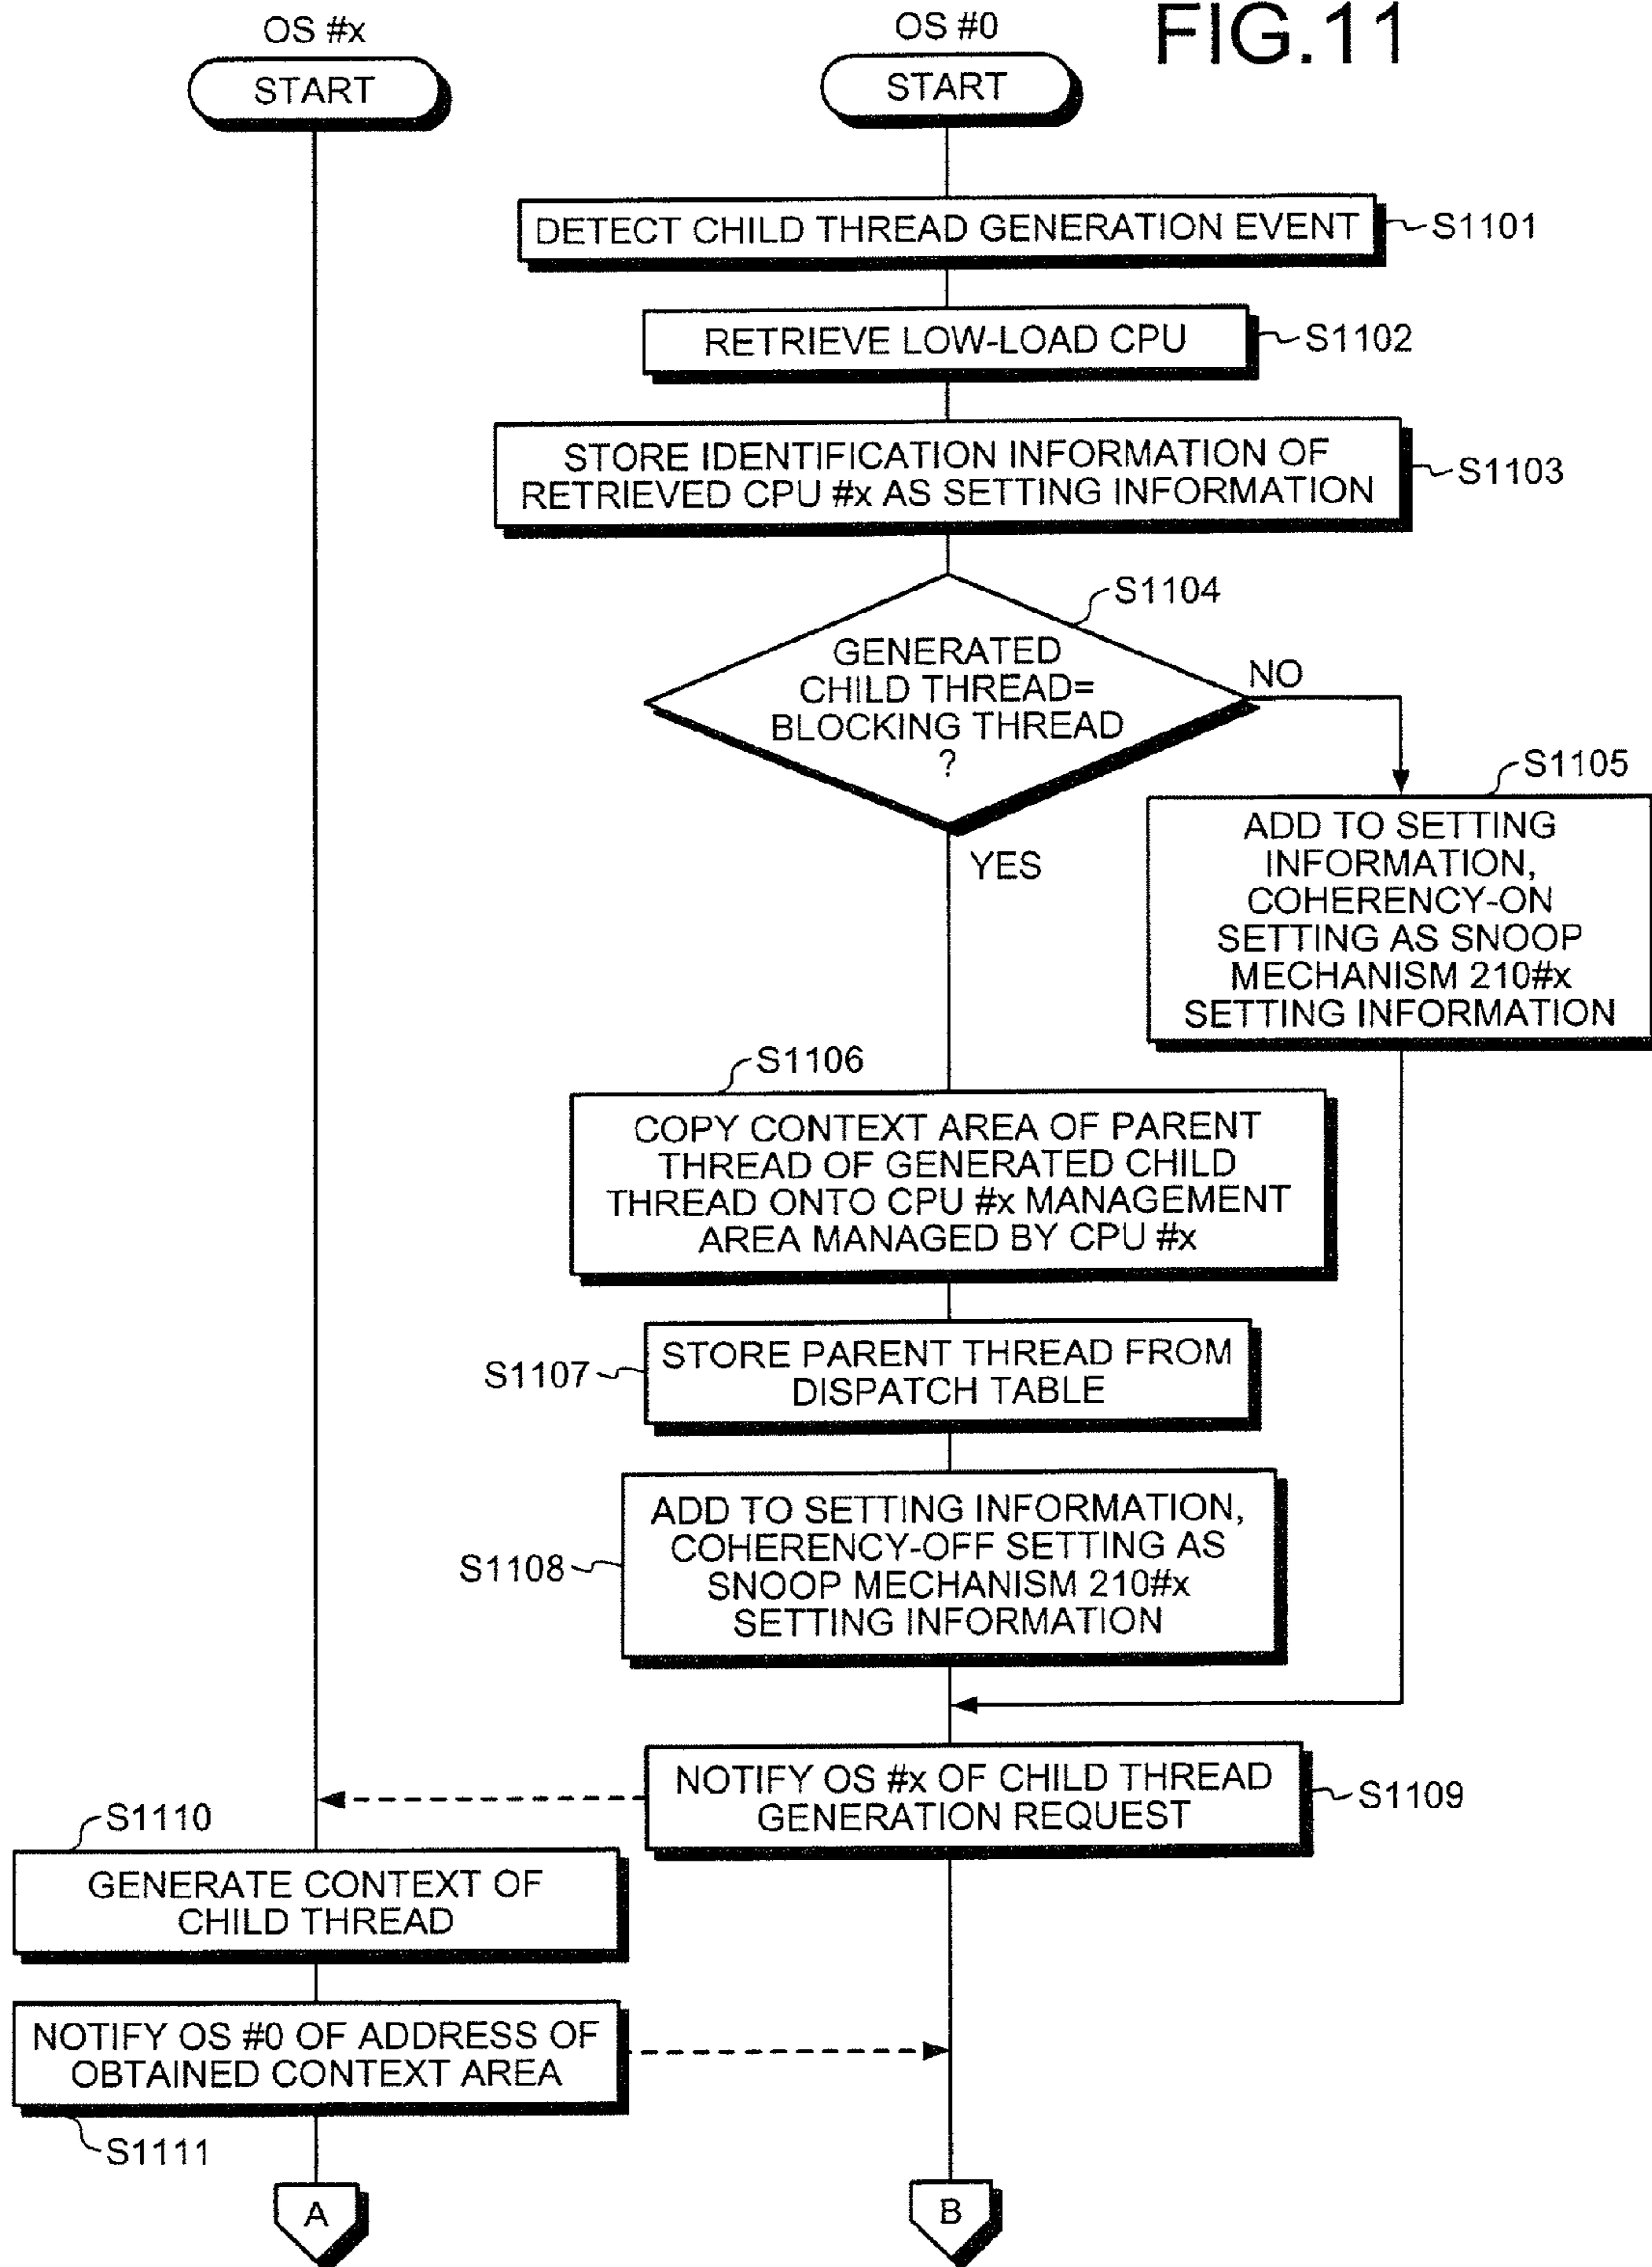 FIG.11
OS #x
START
OS #0
START
DETECT CHILD THREAD GENERATION EVENT
S1101
RETRIEVE LOW-LOAD CPU
S1102
STORE IDENTIFICATION INFORMATION OF
RETRIEVED CPU #x AS SETTING INFORMATION
S1103
S1104
GENERATED
CHILD THREAD=
BLOCKING THREAD
?
NO
YES
S1105
ADD TO SETTING
INFORMATION,
COHERENCY-ON
SETTING AS SNOOP
MECHANISM 210#x
SETTING INFORMATION
S1106
COPY CONTEXT AREA OF PARENT
THREAD OF GENERATED CHILD
THREAD ONTO CPU #x MANAGEMENT
AREA MANAGED BY CPU #x
S1107
STORE PARENT THREAD FROM
DISPATCH TABLE
S1108
ADD TO SETTING INFORMATION,
COHERENCY-OFF SETTING AS
SNOOP MECHANISM 210#x
SETTING INFORMATION
NOTIFY OS #x OF CHILD THREAD
GENERATION REQUEST
S1109
S1110
GENERATE CONTEXT OF
CHILD THREAD
NOTIFY OS #0 OF ADDRESS OF
OBTAINED CONTEXT AREA
S1111
A
B